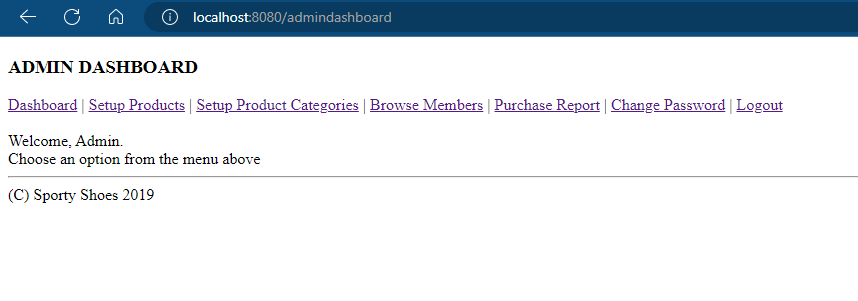 localhost:8080/admindashboard
ADMIN DASHBOARD
Dashboard | Setup Products | Setup Product Categories | Browse Members | Purchase Report | Change Password | Logout
Welcome, Admin.
Choose an option from the menu above
(C) Sporty Shoes 2019